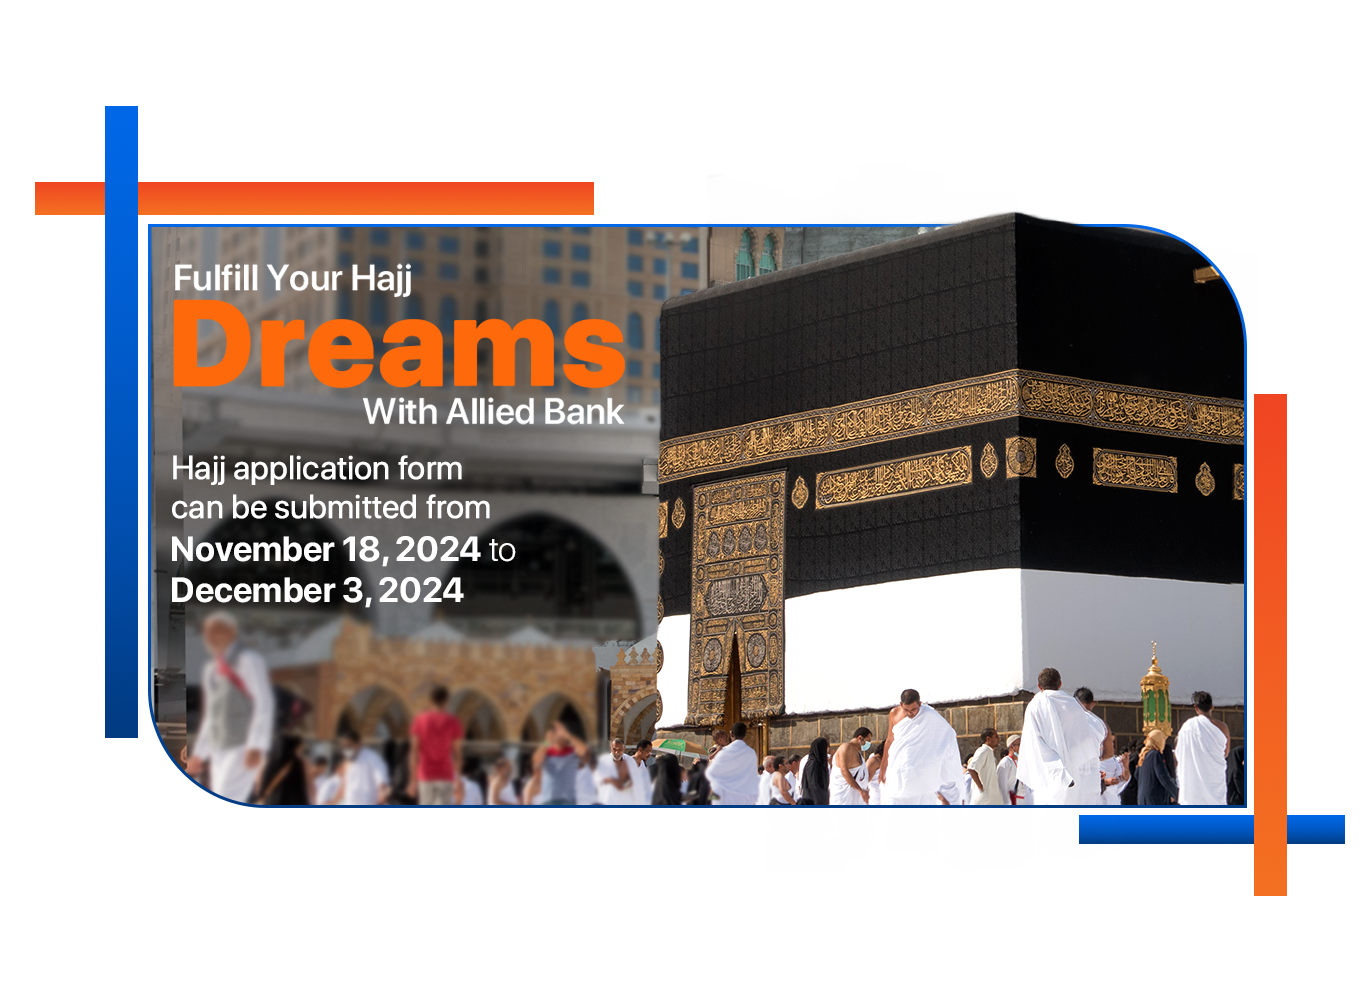 Fulfill Your Hajj
Dreams
With Allied Bank
Hajj application form
can be submitted from
November 18, 2024 to
December 3, 2024